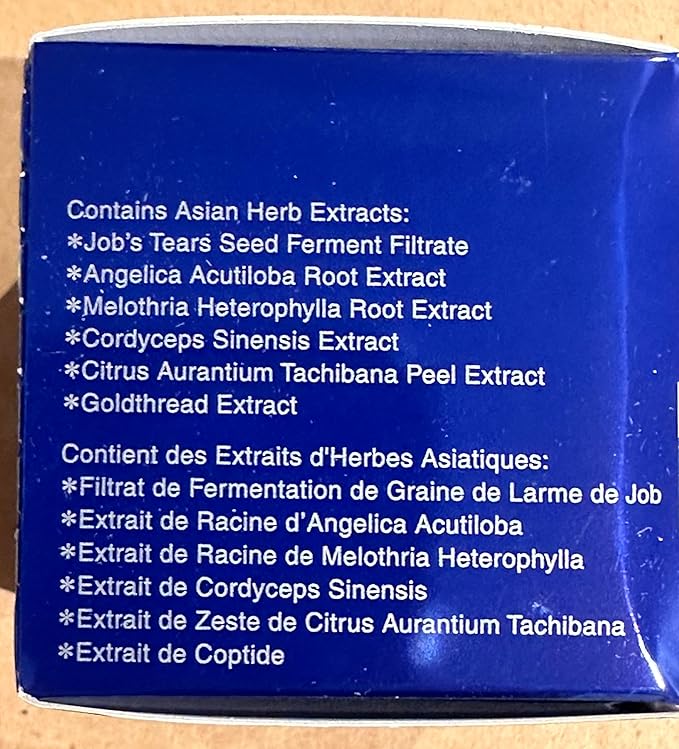 Contains Asian Herb Extracts:
*Job's Tears Seed Ferment Filtrate
*Angelica Acutiloba Root Extract
*Melothria Heterophylla Root Extract
*Cordyceps Sinensis Extract
*Citrus Aurantium Tachibana Peel Extract
*Goldthread Extract
Contient des Extraits d'Herbes Asiatiques:
*Filtrat de Fermentation de Graine de Larme de Job
*Extrait de Racine d'Angelica Acutiloba
*Extrait de Racine de Melothria Heterophylla
*Extrait de Cordyceps Sinensis
*Extrait de Zeste de Citrus Aurantium Tachibana
*Extrait de Coptide